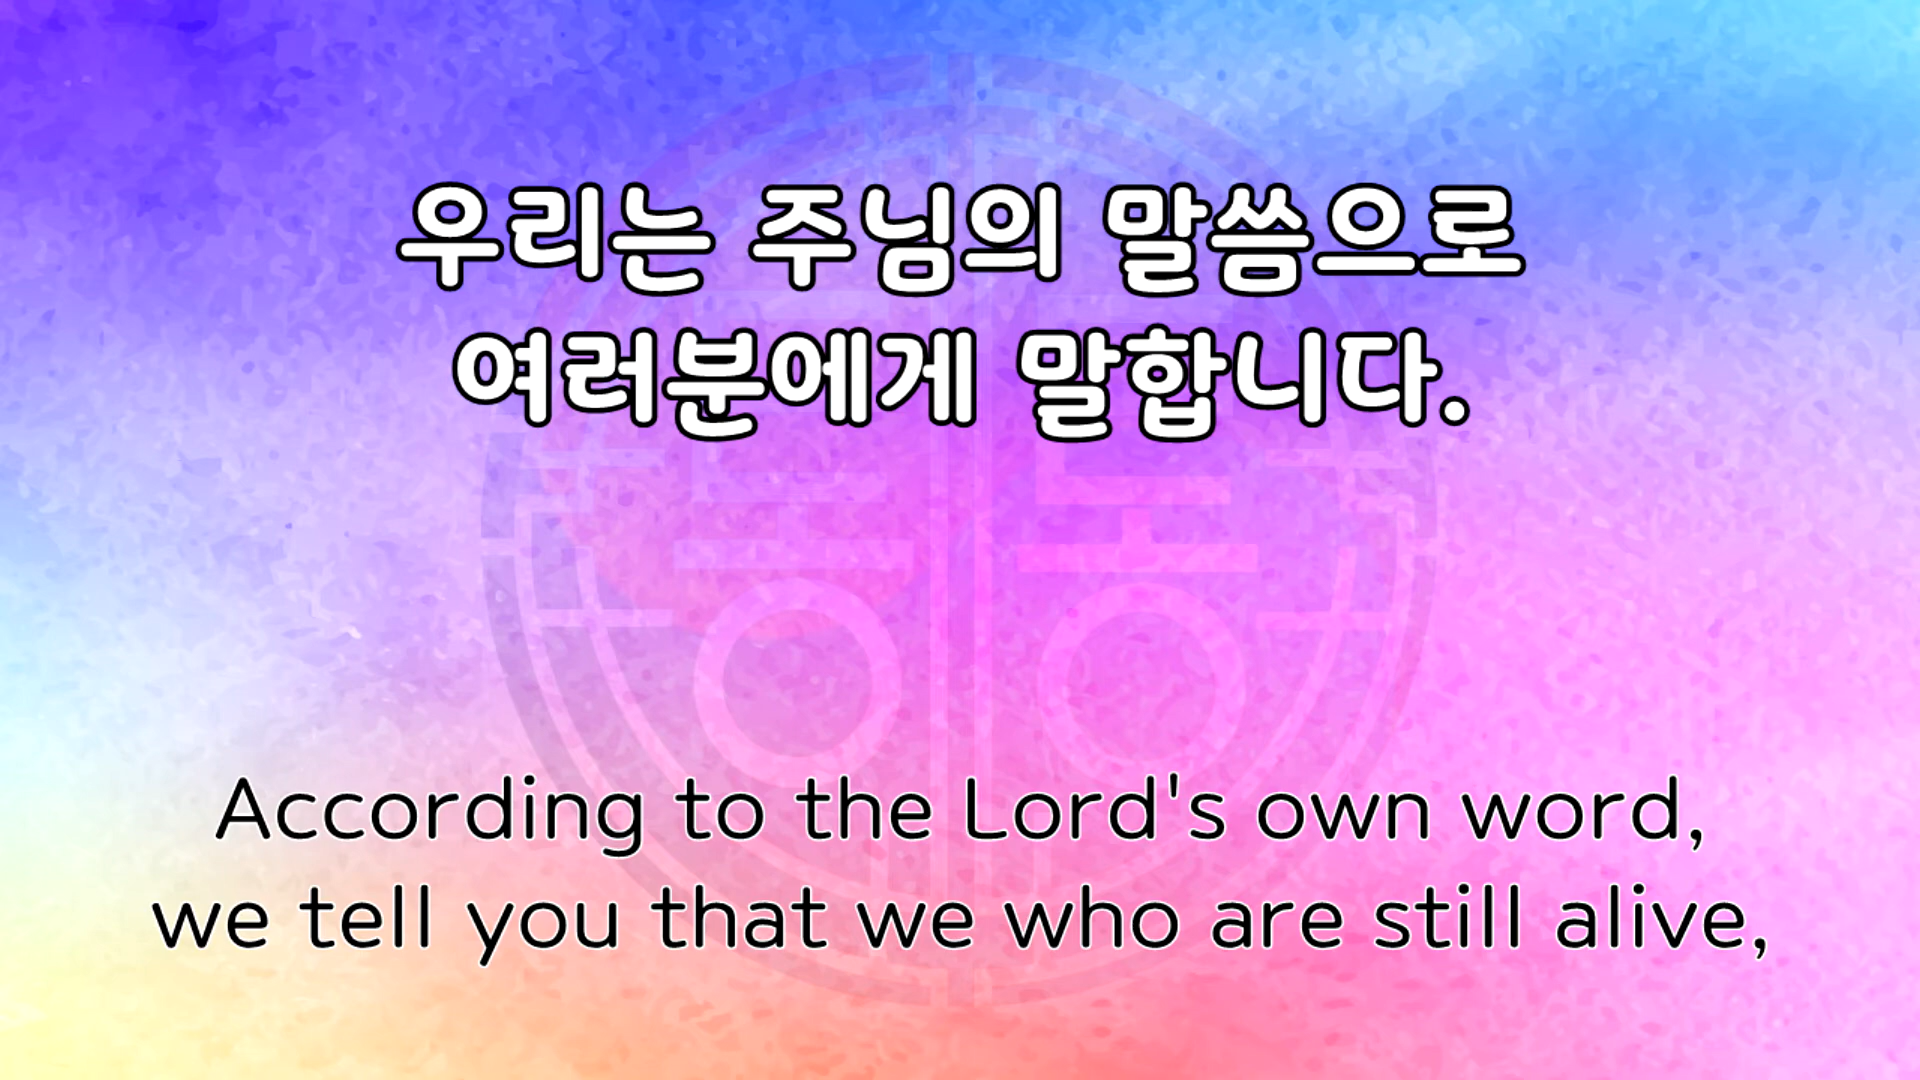 우리는 주님의 말씀으로
여러분에게 말합니다.
According to the Lord's own word,
we tell you that we who are still alive,